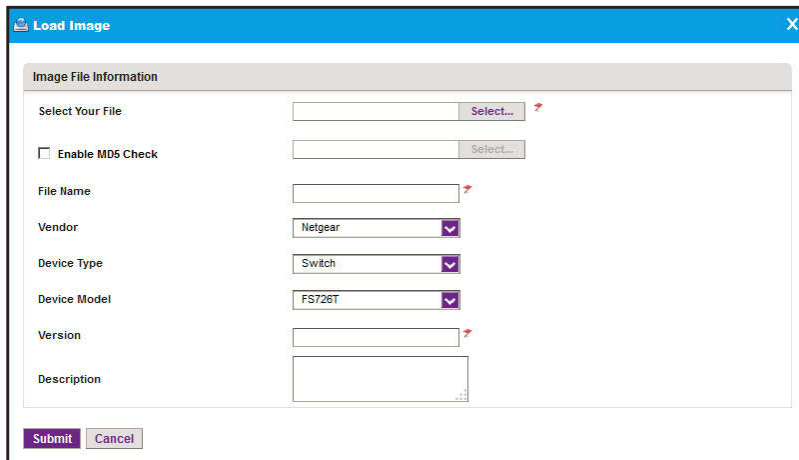 Load Image
X
Image File Information
Select Your File
Select...
Enable MD5 Check
Select...
File Name
Vendor
Netgear
Device Type
Switch
Device Model
FS726T
Version
Description
Submit
Cancel